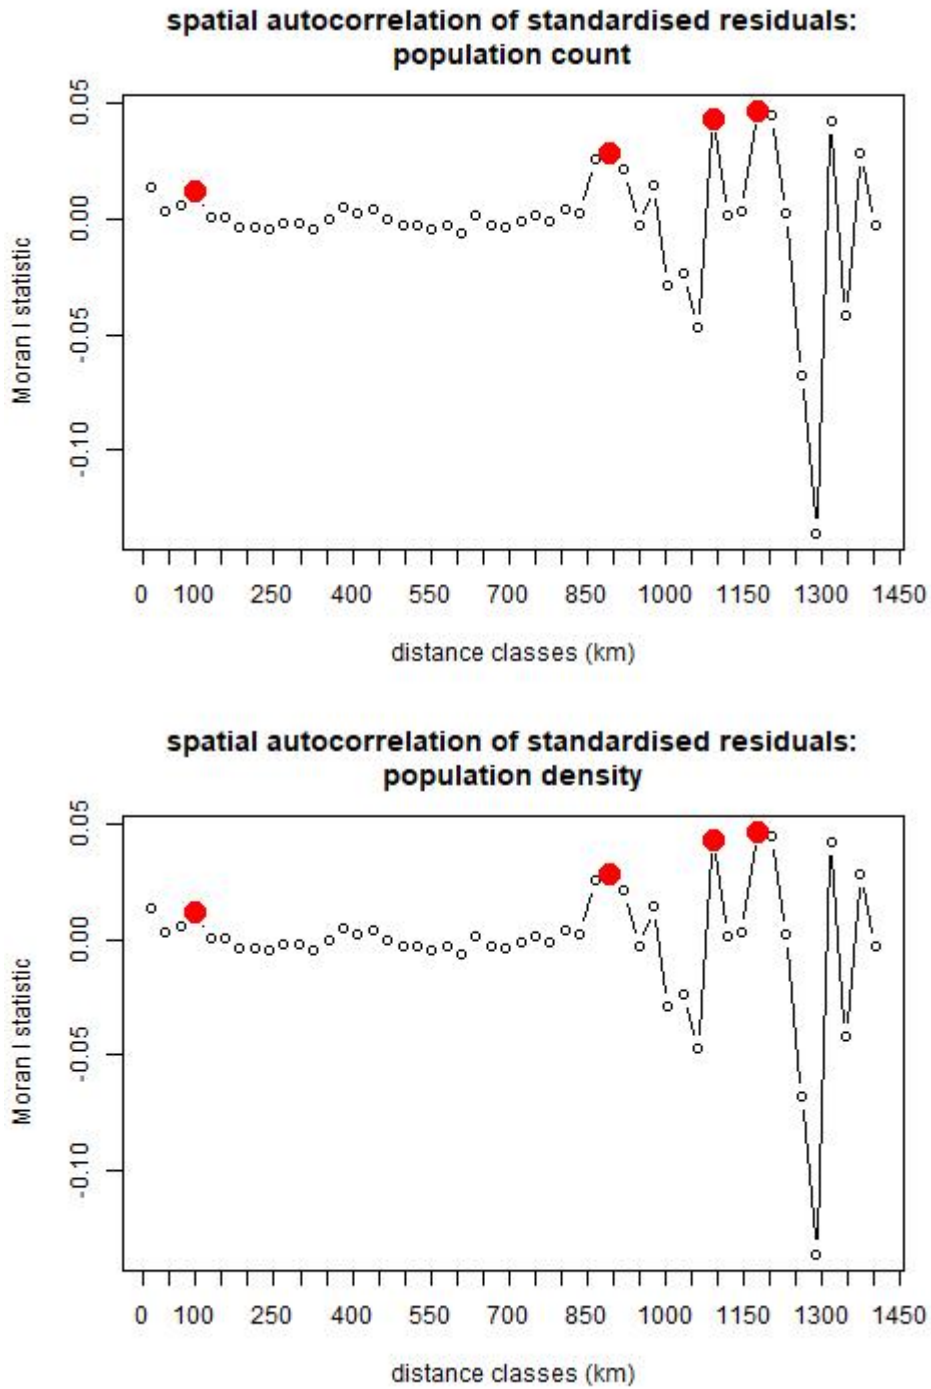 spatial autocorrelation of standardised residuals:
population count
0.05
0.00
-0.05
-0.10
Moran I statistic
0 100 250 400 550 700 850 1000 1150 1300 1450
distance classes (km)
spatial autocorrelation of standardised residuals:
population density
0.05
0.00
-0.05
-0.10
Moran I statistic
0 100 250 400 550 700 850 1000 1150 1300 1450
distance classes (km)